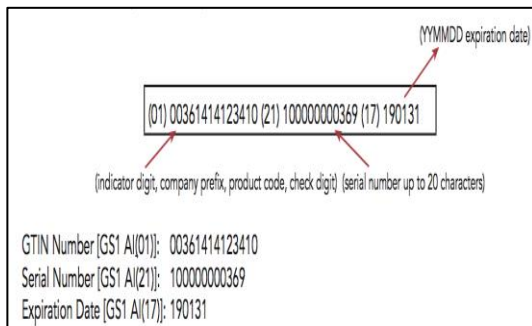 (YYMMDD expiration date)
(01) 00361414123410 (21) 100000000369 (17) 190131
(indicator digit, company prefix, product code, check digit) (serial number up to 20 characters)
GTIN Number [GS1 AI(01)]: 00361414123410
Serial Number [GS1 AI(21)]: 100000000369
Expiration Date [GS1 AI(17)]: 190131